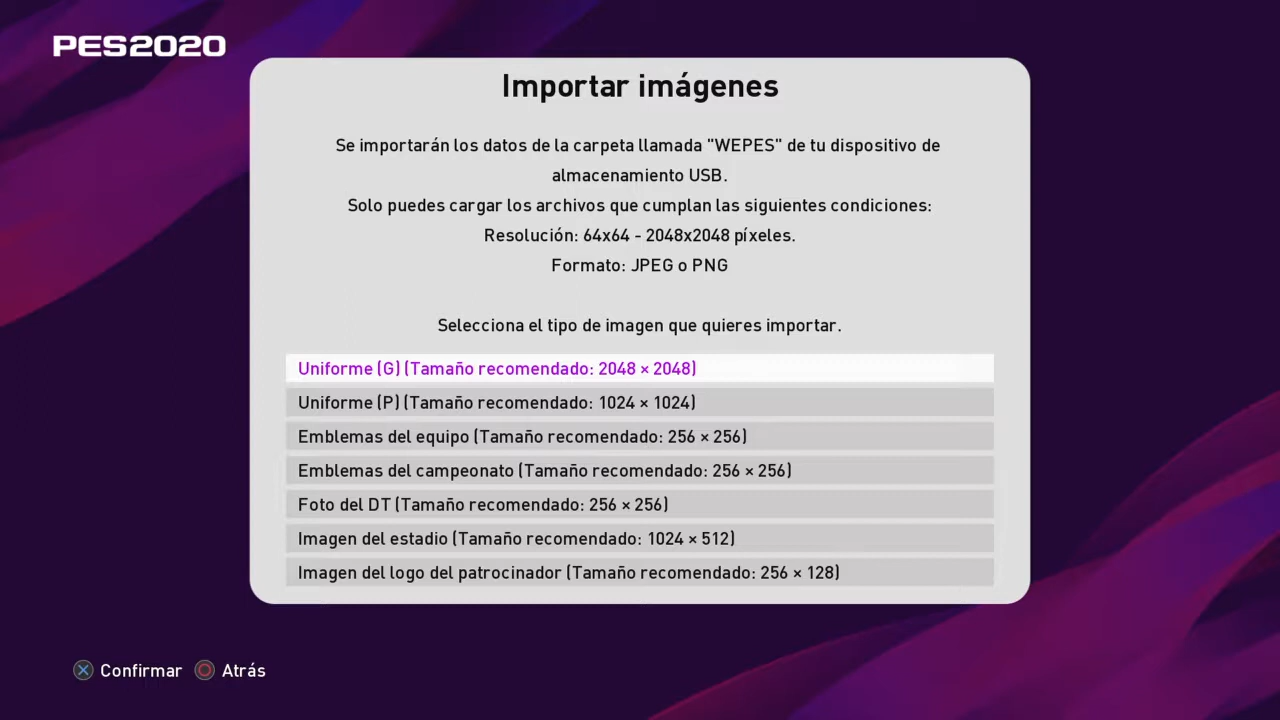 PES2020
Importar imágenes
Se importarán los datos de la carpeta llamada "WEPES" de tu dispositivo de
almacenamiento USB.
Solo puedes cargar los archivos que cumplan las siguientes condiciones:
Resolución: 64x64 - 2048x2048 píxeles.
Formato: JPEG o PNG
Selecciona el tipo de imagen que quieres importar.
Uniforme (G) (Tamaño recomendado: 2048 × 2048)
Uniforme (P) (Tamaño recomendado: 1024 × 1024)
Emblemas del equipo (Tamaño recomendado: 256 × 256)
Emblemas del campeonato (Tamaño recomendado: 256 × 256)
Foto del DT (Tamaño recomendado: 256 × 256)
Imagen del estadio (Tamaño recomendado: 1024 × 512)
Imagen del logo del patrocinador (Tamaño recomendado: 256 × 128)
Confirmar Atrás